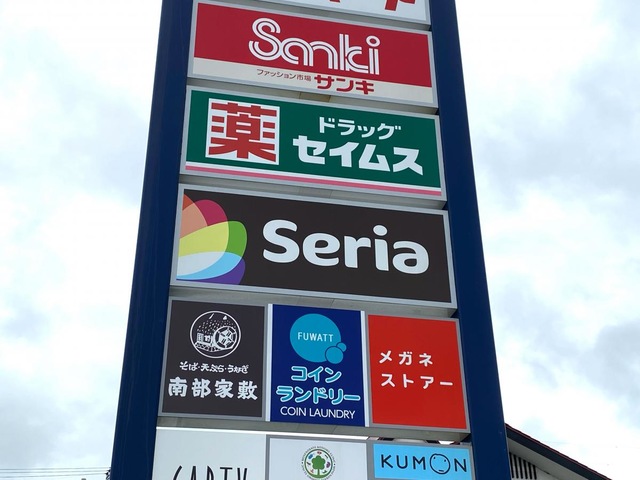 Sanki
ファッション市場 サンキ
薬
ドラッグ
セイムス
Seria
そば・天ぷら・うなぎ
南部家敷
FUWATT
コイン
ランドリー
COIN LAUNDRY
メガネ
ストアー
KUMON